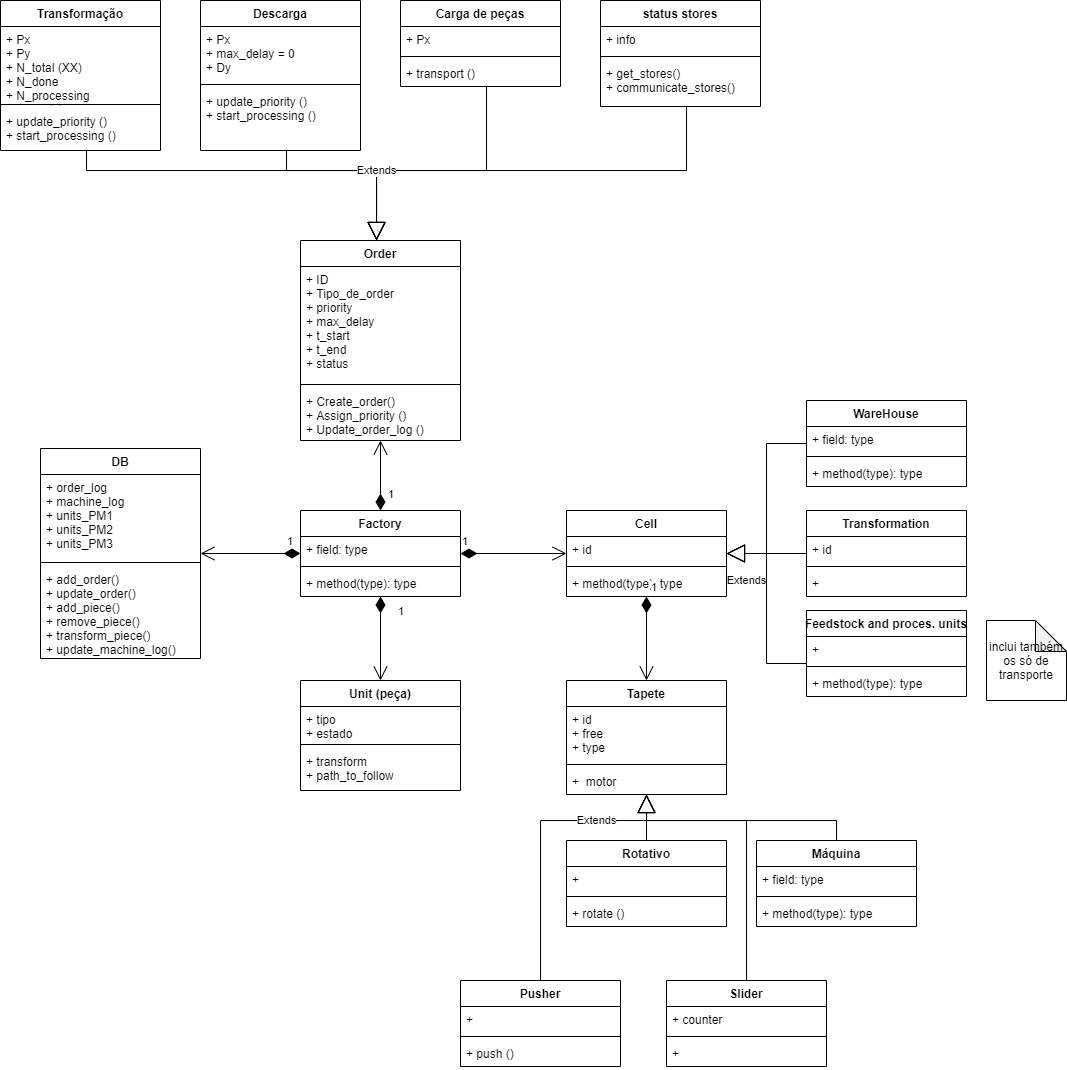 Transformação
+ Px
+ Py
+ N_total (XX)
+ N_done
+ N_processing
+ update_priority ()
+ start_processing ()
Descarga
+ Px
+ max_delay = 0
+ Dy
+ update_priority ()
+ start_processing ()
Carga de peças
+ Px
+ transport ()
status stores
+ info
+ get_stores()
+ communicate_stores()
Extends
Order
+ ID
+ Tipo_de_order
+ priority
+ max_delay
+ t_start
+ t_end
+ status
+ Create_order()
+ Assign_priority ()
+ Update_order_log ()
1
DB
+ order_log
+ machine_log
+ units_PM1
+ units_PM2
+ units_PM3
+ add_order()
+ update_order()
+ add_piece()
+ remove_piece()
+ transform_piece()
+ update_machine_log()
1
Factory
+ field: type
+ method(type): type
1
1
Cell
+ id
+ method(type): type
1
Extends
WareHouse
+ field: type
+ method(type): type
Transformation
+ id
+
Feedstock and proces. units
+
+ method(type): type
inclui também
os só de
transporte
Unit (peça)
+ tipo
+ estado
+ transform
+ path_to_follow
Tapete
+ id
+ free
+ type
+ motor
Extends
Rotativo
+
+ rotate ()
Máquina
+ field: type
+ method(type): type
Pusher
+
+ push ()
Slider
+ counter
+